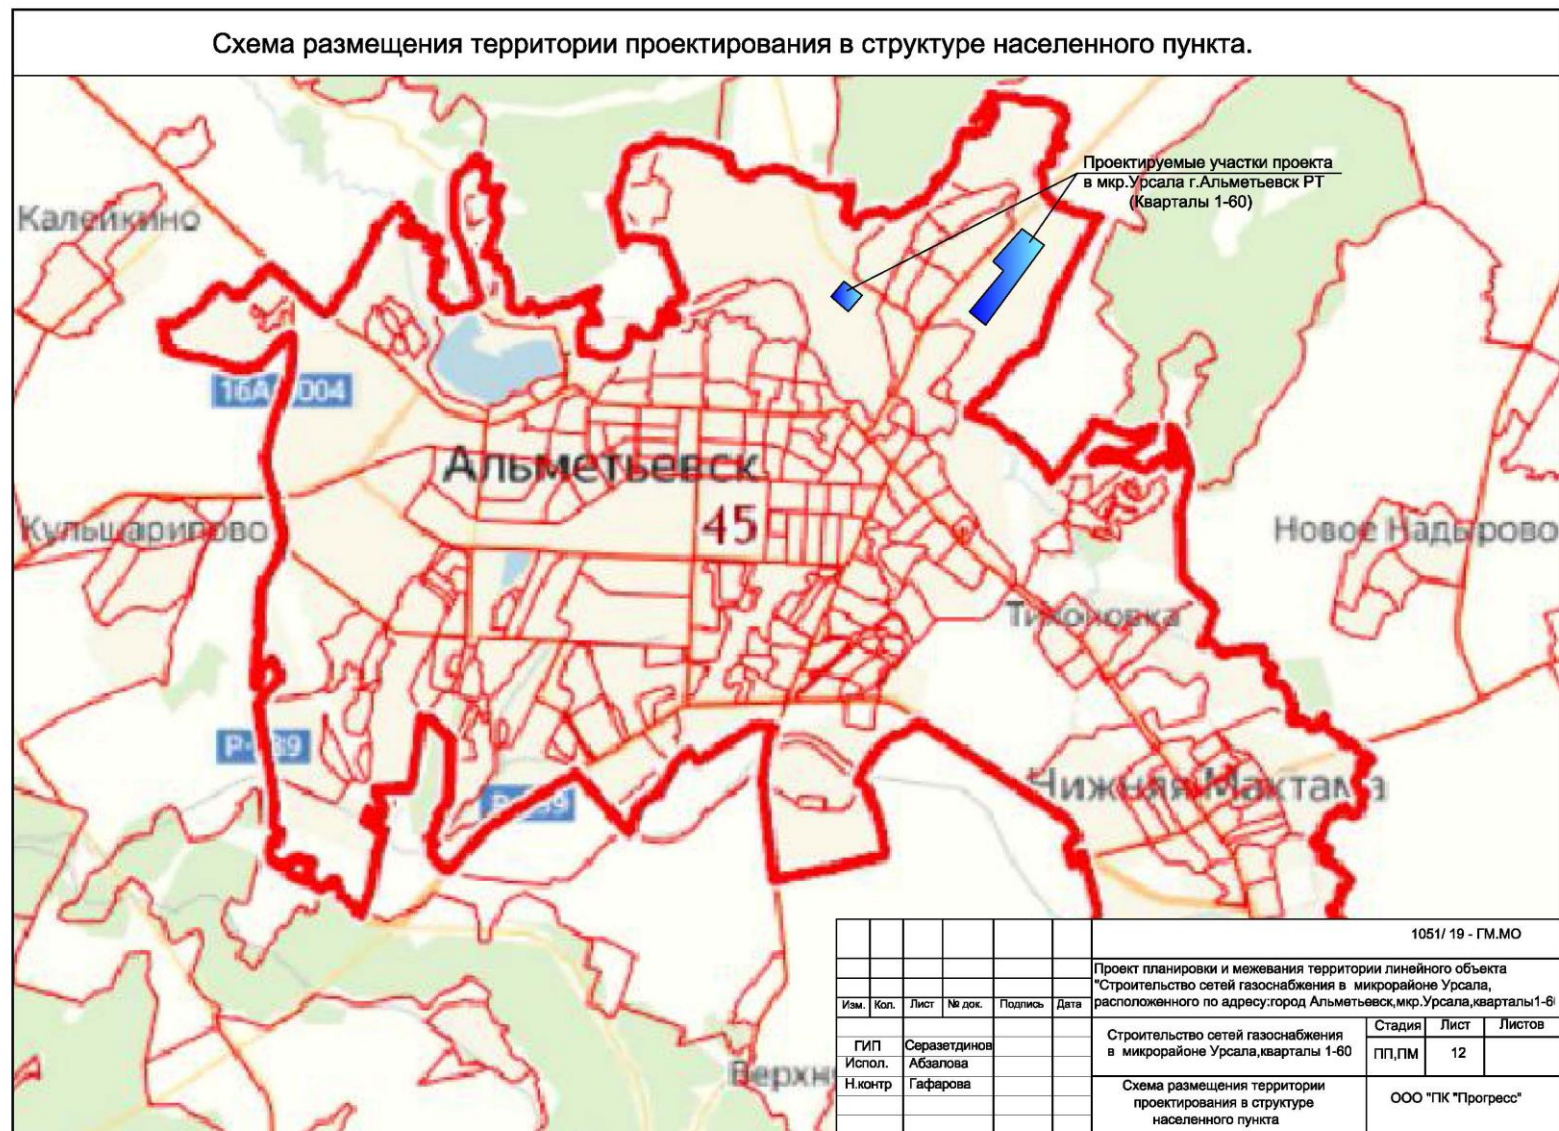 Схема размещения территории проектирования в структуре населенного пункта.
Проектируемые участки проекта
в мкр.Урсала г.Альметьевск РТ
(Кварталы 1-60)
Калейкино
Альметьевск
45
Кульшарипово
Новое Надырово
Тихоновка
Нижняя Мактама
1051/ 19 - ГМ.МО
Проект планировки и межевания территории линейного объекта
"Строительство сетей газоснабжения в микрорайоне Урсала,
расположенного по адресу:город Альметьевск,мкр.Урсала,кварталы1-6
Изм. Кол. Лист № док. Подпись Дата
Строительство сетей газоснабжения
в микрорайоне Урсала,кварталы 1-60
Стадия Лист Листов
ПП,ПМ 12
ГИП Серазетдинов
Испол. Абзалова
Н.контр Гафарова
Схема размещения территории
проектирования в структуре
населенного пункта
ООО "ПК "Прогресс"